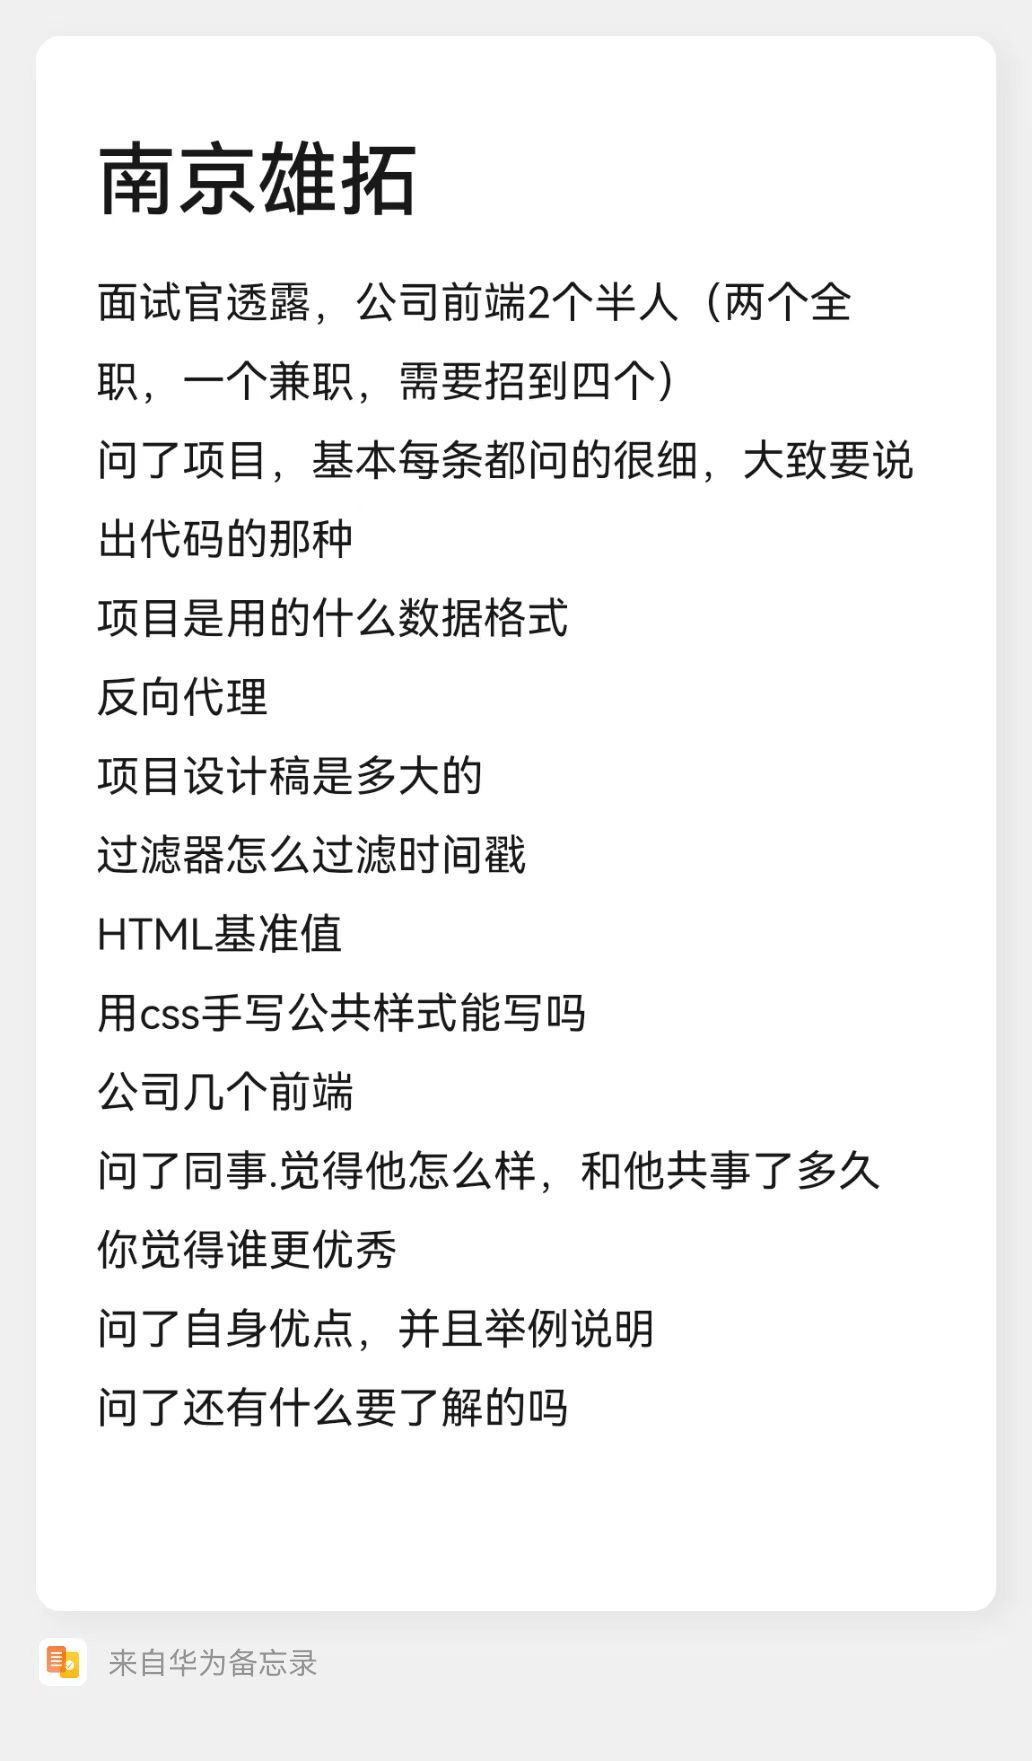 南京雄拓
面试官透露，公司前端2个半人（两个全
职，一个兼职，需要招到四个）
问了项目，基本每条都问的很细，大致要说
出代码的那种
项目是用的什么数据格式
反向代理
项目设计稿是多大的
过滤器怎么过滤时间戳
HTML基准值
用css手写公共样式能写吗
公司几个前端
问了同事.觉得他怎么样，和他共事了多久
你觉得谁更优秀
问了自身优点，并且举例说明
问了还有什么要了解的吗
来自华为备忘录